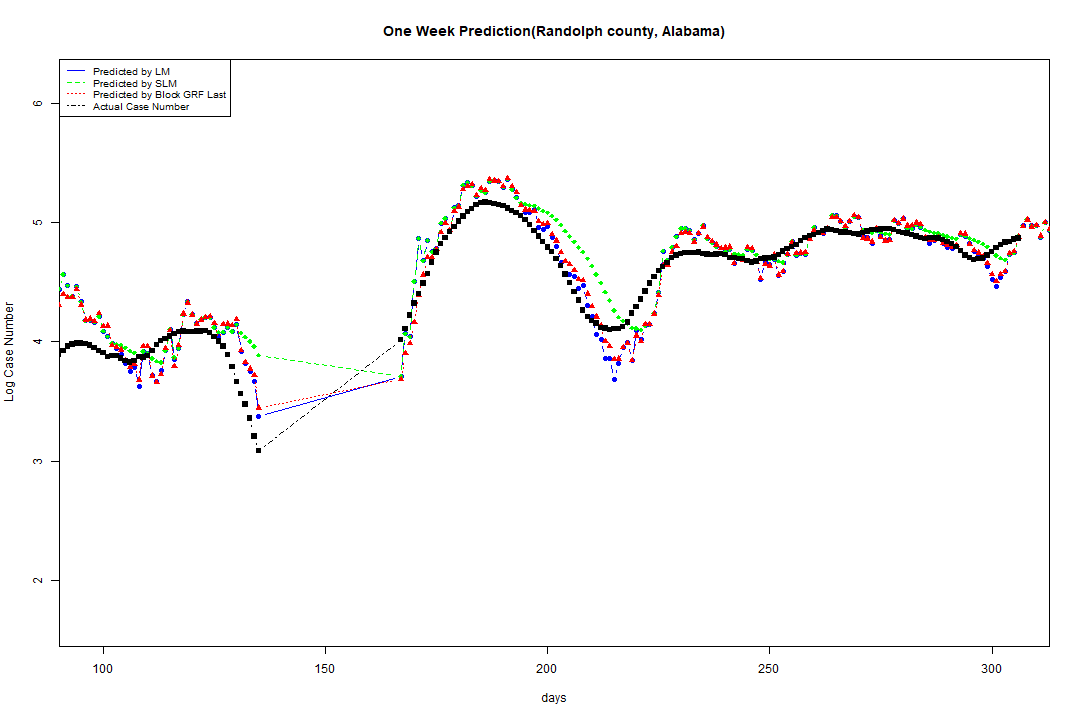 One Week Prediction(Randolph county, Alabama)
Predicted by LM
Predicted by SLM
Predicted by Block GRF Last
Actual Case Number
6
5
4
3
2
Log Case Number
100 150 200 250 300
days